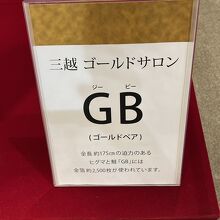 三越 ゴールドサロン
ジー ビー
GB
(ゴールドベア)
全長約175cmの迫力のある
ヒグマと鮭「GB」には
金箔約2,500枚が使われています。